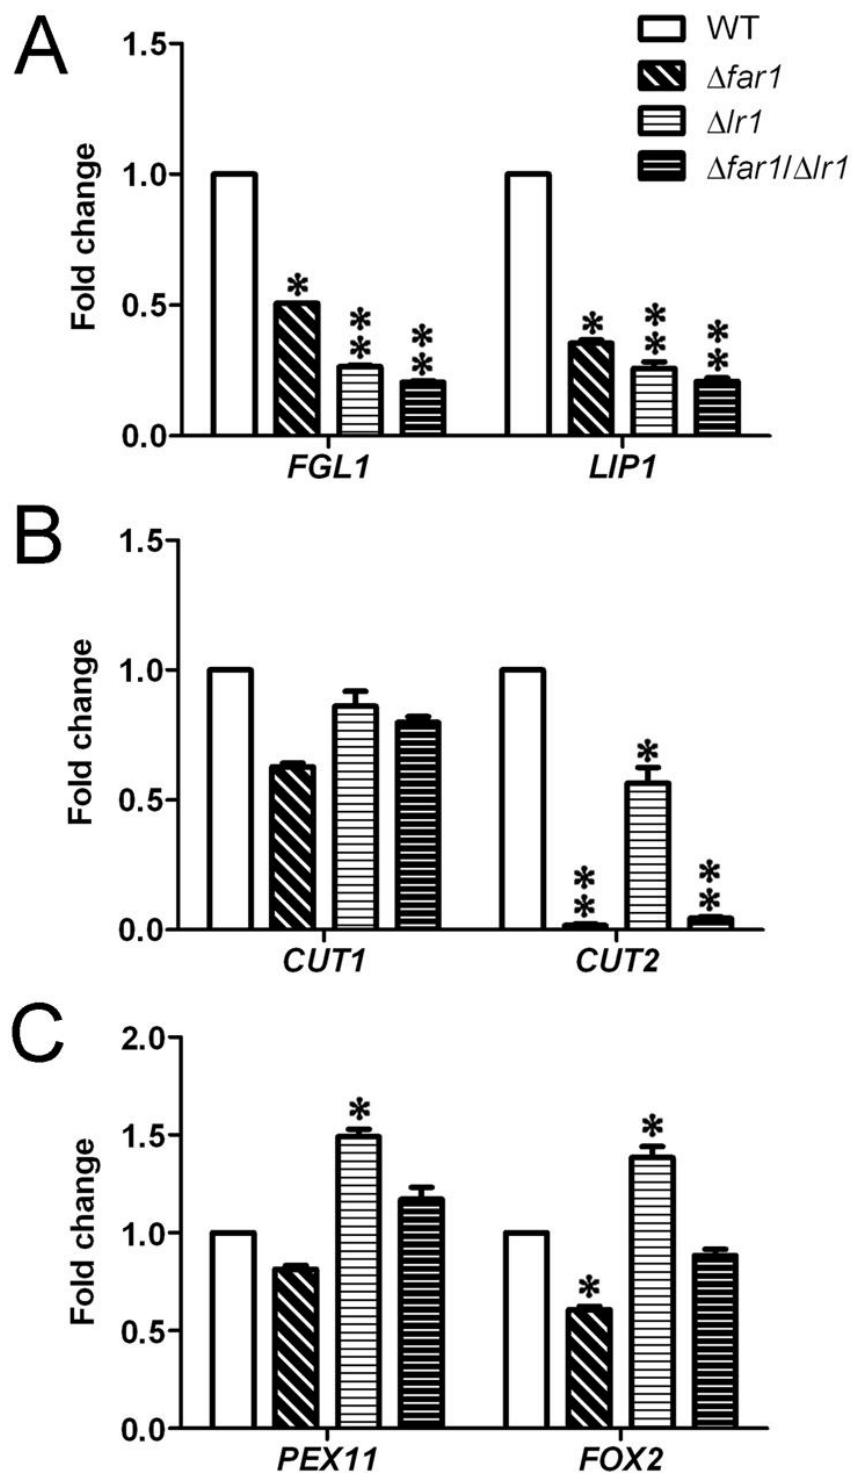 A
WT
Δfar1
Δlr1
Δfar1/Δlr1
Fold change
1.5
1.0
0.5
0.0
*
**
**
*
**
**
FGL1 LIP1
B
Fold change
1.5
1.0
0.5
0.0
**
*
**
CUT1 CUT2
C
Fold change
2.0
1.5
1.0
0.5
0.0
*
*
*
PEX11 FOX2